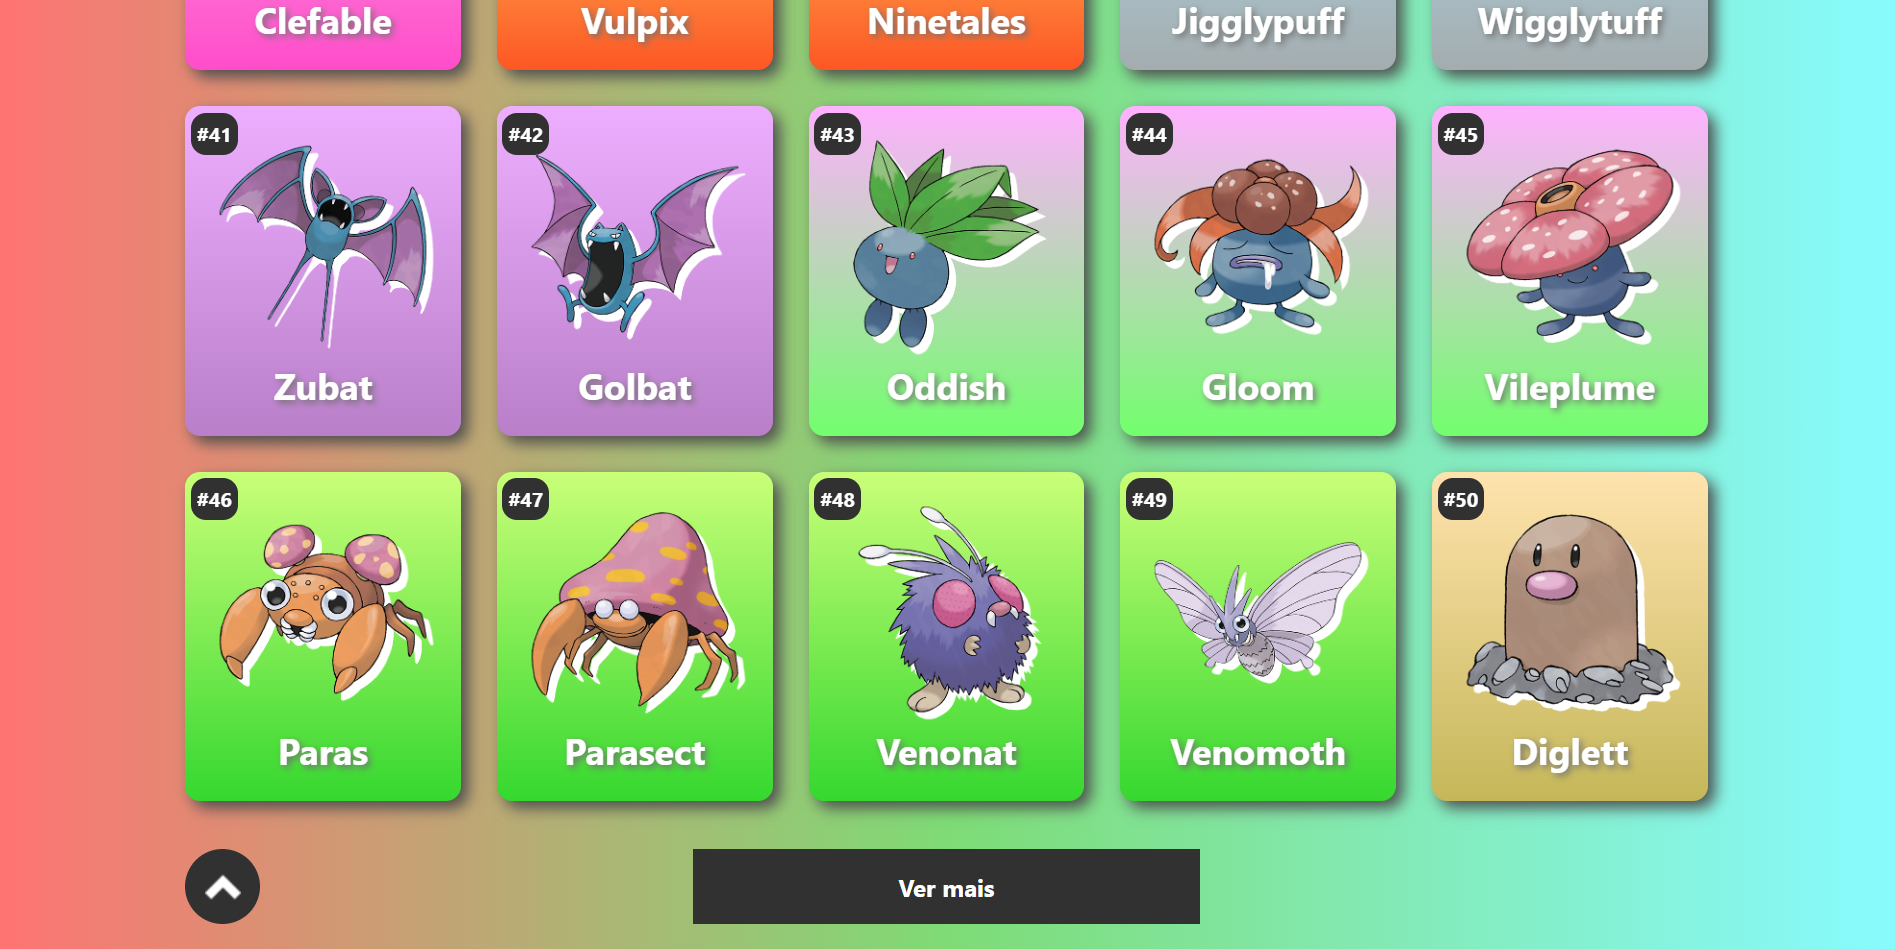 Clefable
Vulpix
Ninetales
Jigglypuff
Wigglytuff
#41
Zubat
#42
Golbat
#43
Oddish
#44
Gloom
#45
Vileplume
#46
Paras
#47
Parasect
#48
Venonat
#49
Venomoth
#50
Diglett
Ver mais